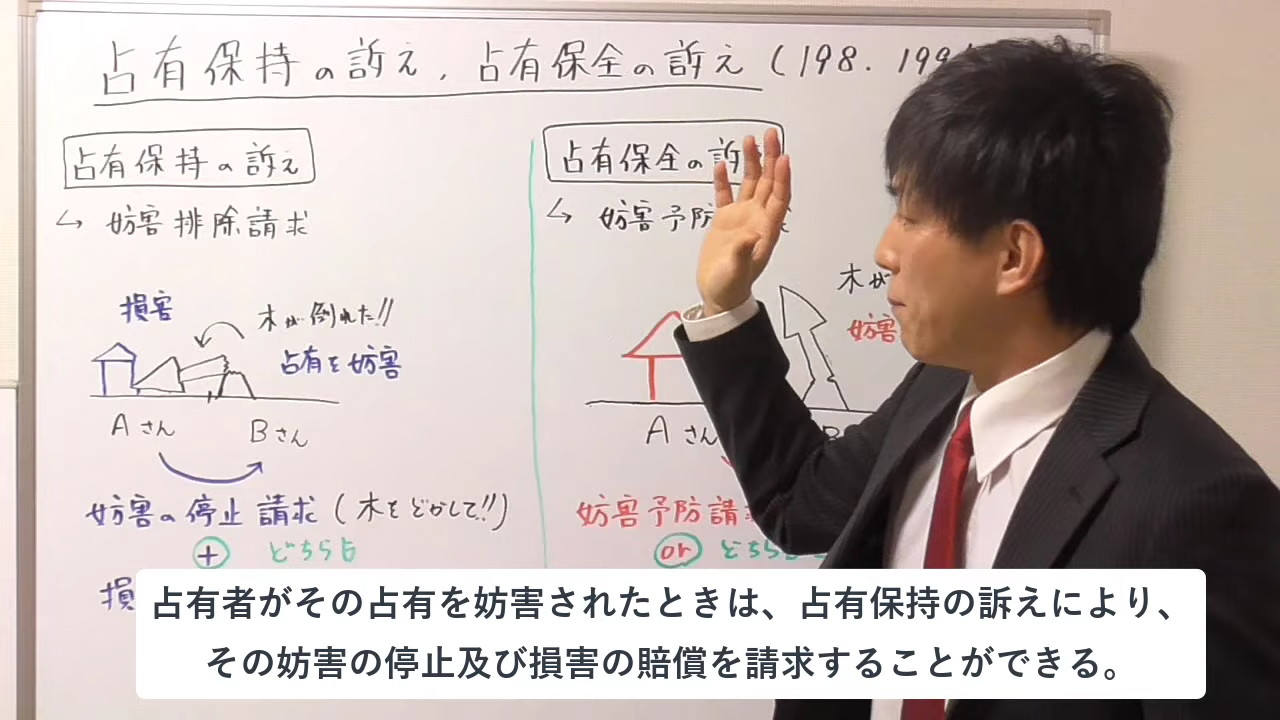 占有保持の訴え、占有保全の訴え (198. 199
占有保持の訴え
↳ 妨害排除請求
損害
木が倒れた!!
占有を妨害
Aさん
Bさん
妨害の停止請求 (木をどかして!!)
+ どちらも
損
占有保全の訴
↳ 妨害予防 求
木が
妨害
Aさん
B
妨害予防請
or どちら
占有者がその占有を妨害されたときは、占有保持の訴えにより、
その妨害の停止及び損害の賠償を請求することができる。